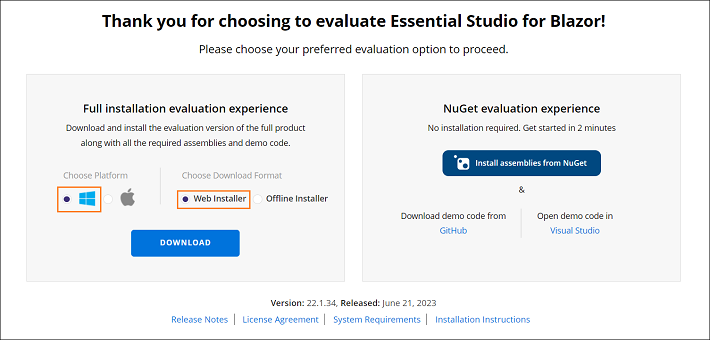 Thank you for choosing to evaluate Essential Studio for Blazor!
Please choose your preferred evaluation option to proceed.
Full installation evaluation experience
Download and install the evaluation version of the full product
along with all the required assemblies and demo code.
Choose Platform
Choose Download Format
Web Installer
Offline Installer
DOWNLOAD
NuGet evaluation experience
No installation required. Get started in 2 minutes
Install assemblies from NuGet
&
Download demo code from
GitHub
Open demo code in
Visual Studio
Version: 22.1.34, Released: June 21, 2023
Release Notes | License Agreement | System Requirements | Installation Instructions